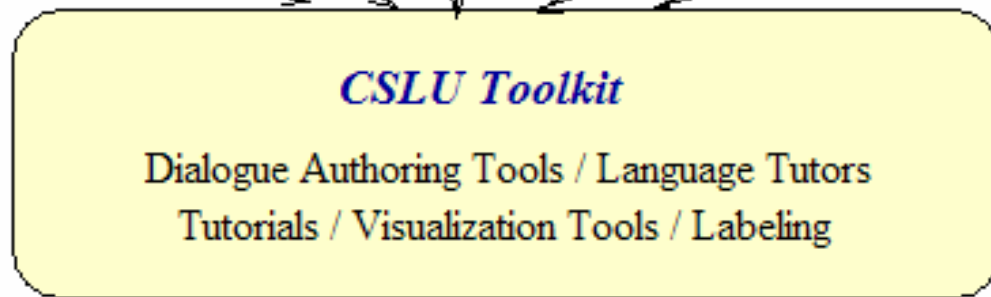 CSLU Toolkit
Dialogue Authoring Tools / Language Tutors
Tutorials / Visualization Tools / Labeling